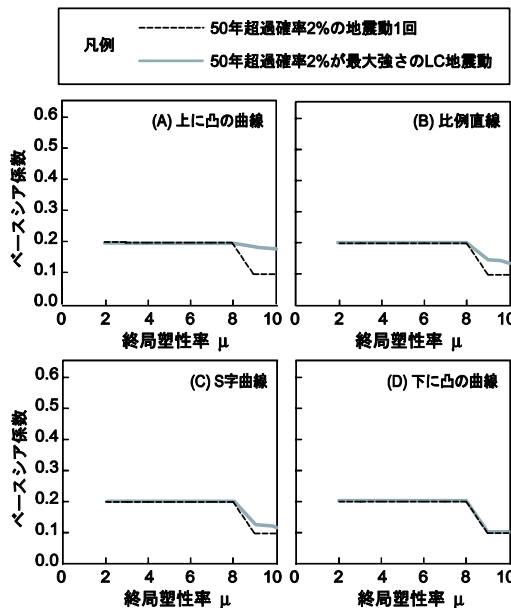 凡例
50年超過確率2%の地震動1回
50年超過確率2%が最大強さのLC地震動
(A) 上に凸の曲線
ベースシア係数
0.6
0.5
0.4
0.3
0.2
0.1
0.0
0 2 4 6 8 10
終局塑性率 μ
(B) 比例直線
0 2 4 6 8 10
終局塑性率 μ
(C) S字曲線
ベースシア係数
0.6
0.5
0.4
0.3
0.2
0.1
0.0
0 2 4 6 8 10
終局塑性率 μ
(D) 下に凸の曲線
0 2 4 6 8 10
終局塑性率 μ